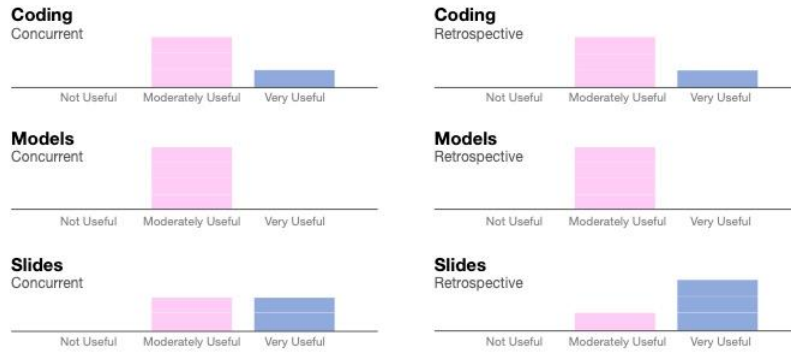 Coding
Concurrent
Not Useful Moderately Useful Very Useful
Coding
Retrospective
Not Useful Moderately Useful Very Useful
Models
Concurrent
Not Useful Moderately Useful Very Useful
Models
Retrospective
Not Useful Moderately Useful Very Useful
Slides
Concurrent
Not Useful Moderately Useful Very Useful
Slides
Retrospective
Not Useful Moderately Useful Very Useful